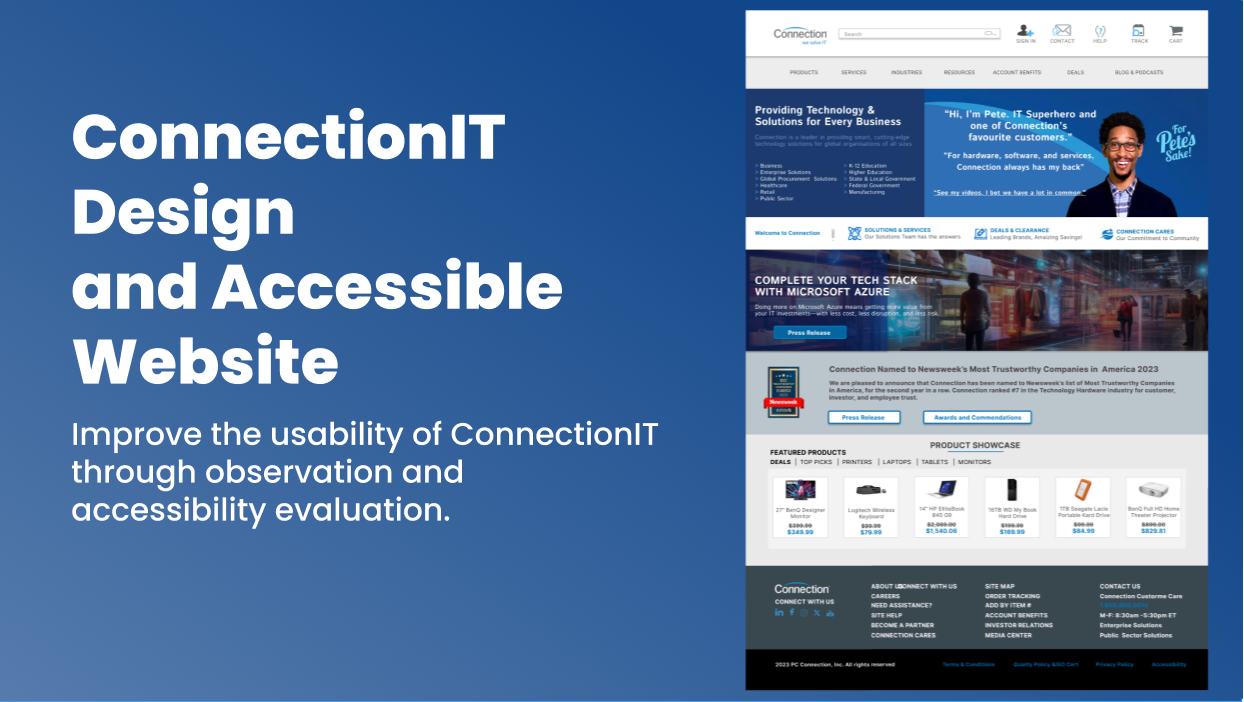 ConnectionIT
Design
and Accessible
Website
Improve the usability of ConnectionIT
through observation and
accessibility evaluation.
Connection
we solve IT
Search
SIGN IN
CONTACT
HELP
TRACK
CART
PRODUCTS
SERVICES
INDUSTRIES
RESOURCES
ACCOUNT BENFITS
DEALS
BLOG & PODCASTS
Providing Technology &
Solutions for Every Business
Connection is a leader in providing smart, cutting-edge
technology solutions for global organisations of all sizes
> Business
> Enterprise Solutions
> Global Procurement Solutions
> Healthcare
> Retail
> Public Sector
> K-12 Education
> Higher Education
> State & Local Government
> Federal Government
> Manufacturing
"Hi, I'm Pete. IT Superhero and
one of Connection's
favourite customers."
"For hardware, software, and services,
Connection always has my back"
"See my videos. I bet we have a lot in common."
For
Pete's
Sake!
Welcome to Connection
SOLUTIONS & SERVICES
Our Solutions Team has the answers
DEALS & CLEARANCE
Leading Brands, Amaizing Savings!
CONNECTION CARES
Our Commitment to Community
COMPLETE YOUR TECH STACK
WITH MICROSOFT AZURE
Doing more on Microsoft Azure means getting more value from
your IT investments—with less cost, less disruption, and less risk.
Press Release
Newsweek
Connection Named to Newsweek's Most Trustworthy Companies in America 2023
We are pleased to announce that Connection has been named to Newsweek's list of Most Trustworthy Companies
in America, for the second year in a row. Connection ranked #7 in the Technology Hardware industry for customer,
investor, and employee trust.
Press Release
Awards and Commendations
PRODUCT SHOWCASE
FEATURED PRODUCTS
DEALS | TOP PICKS | PRINTERS | LAPTOPS | TABLETS | MONITORS
27" BenQ Designer
Monitor
$399.99
$349.99
Logitech Wireless
Keyboard
$99.99
$79.99
14" HP EliteBook
840 G9
$2,069.00
$1,540.06
16TB WD My Book
Hard Drive
$199.99
$169.99
1TB Seagate Lacie
Portable Kard Drive
$99.99
$84.99
BenQ Full HD Home
Theater Projector
$899.00
$829.81
Connection
CONNECT WITH US
ABOUT US
CONNECT WITH US
CAREERS
NEED ASSISTANCE?
SITE HELP
BECOME A PARTNER
CONNECTION CARES
SITE MAP
ORDER TRACKING
ADD BY ITEM #
ACCOUNT BENEFITS
INVESTOR RELATIONS
MEDIA CENTER
CONTACT US
Connection Custorme Care
M-F: 8:30am -5:30pm ET
Enterprise Solutions
Public Sector Solutions
2023 PC Connection, Inc. All rights reserved
Terms & Conditions
Quality Policy &ISO Cert
Privacy Policy
Accessibility